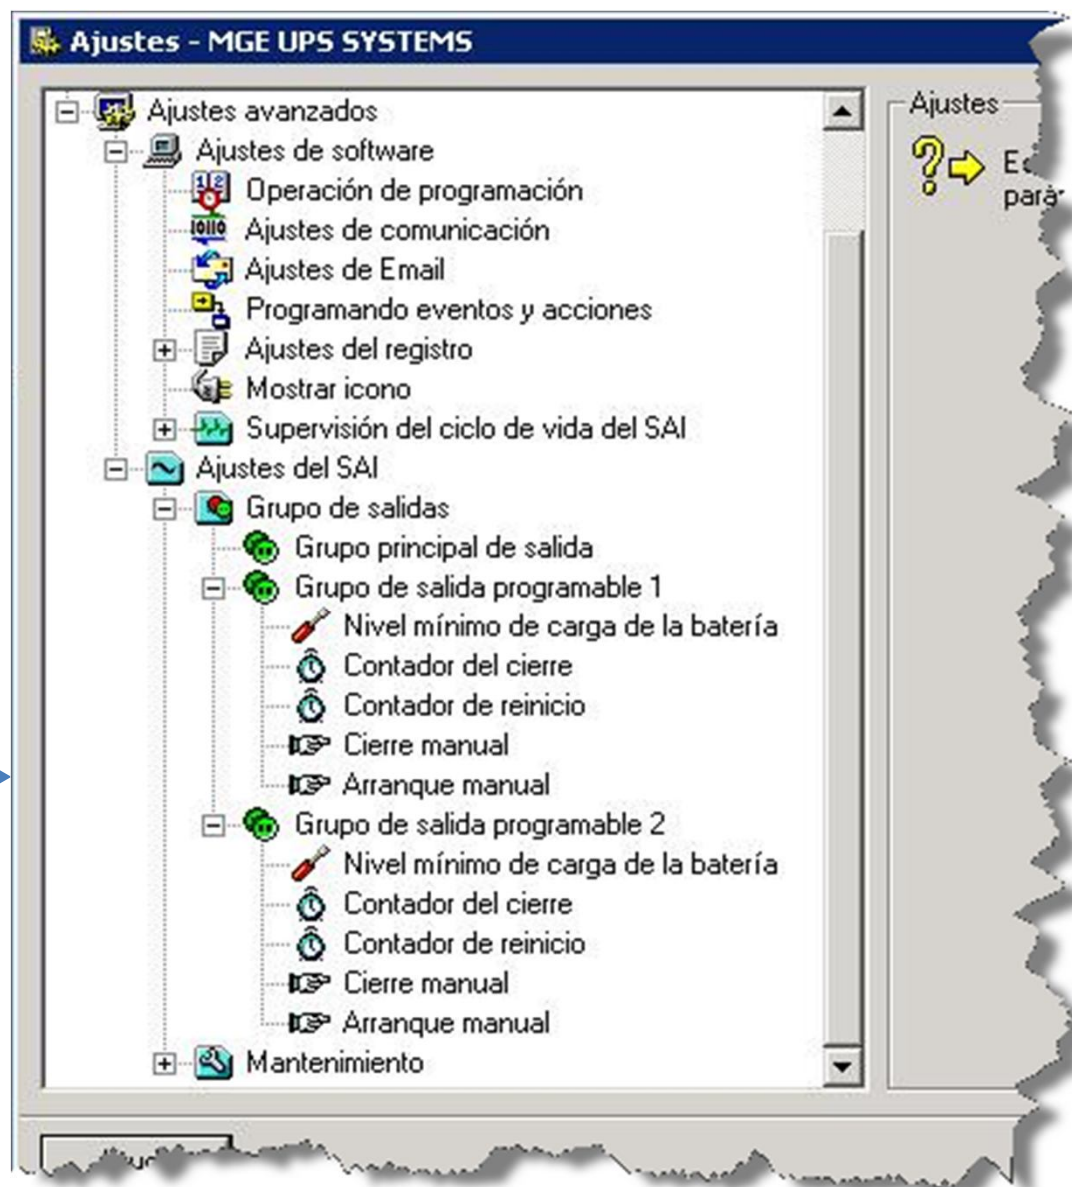 Ajustes - MGE UPS SYSTEMS
Ajustes avanzados
Ajustes de software
Operación de programación
Ajustes de comunicación
Ajustes de Email
Programando eventos y acciones
Ajustes del registro
Mostrar icono
Supervisión del ciclo de vida del SAI
Ajustes del SAI
Grupo de salidas
Grupo principal de salida
Grupo de salida programable 1
Nivel mínimo de carga de la batería
Contador del cierre
Contador de reinicio
Cierre manual
Arranque manual
Grupo de salida programable 2
Nivel mínimo de carga de la batería
Contador del cierre
Contador de reinicio
Cierre manual
Arranque manual
Mantenimiento
Ajustes